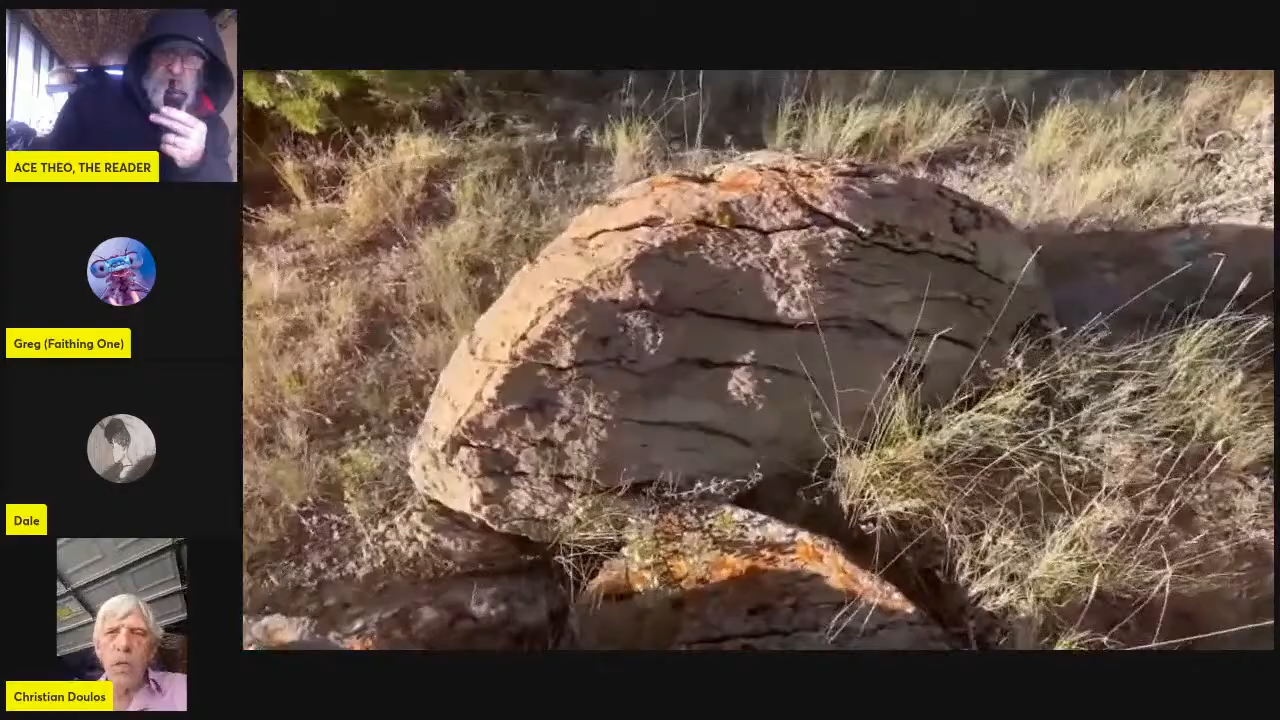 ACE THEO, THE READER
Greg (Faithing One)
Dale
Christian Doulos